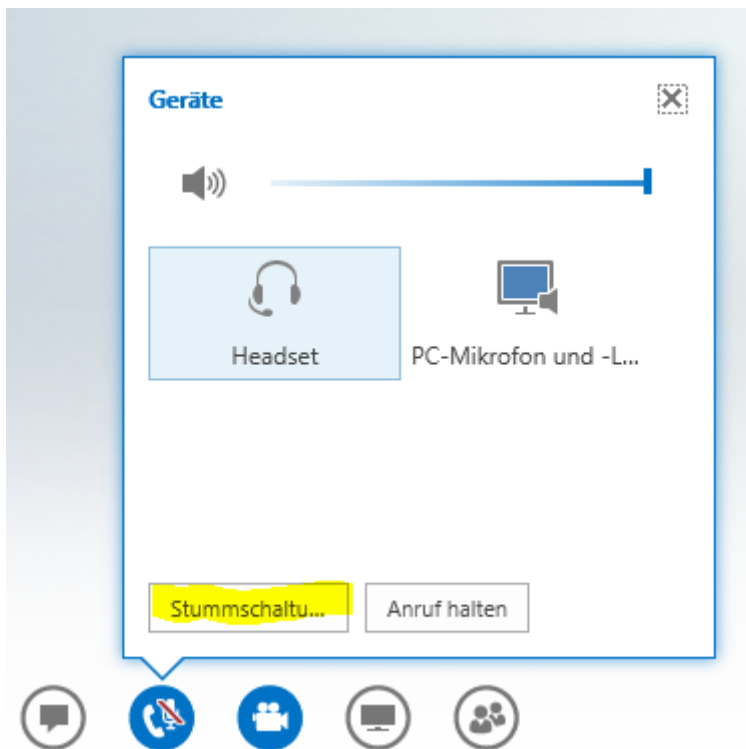 Geräte
Headset
PC-Mikrofon und -L...
Stummschaltu...
Anruf halten